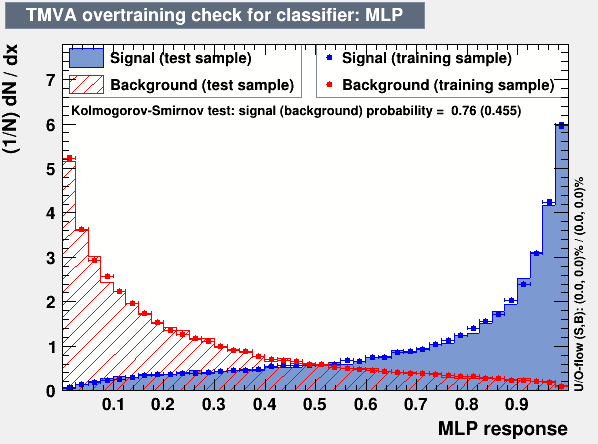 TMVA overtraining check for classifier: MLP
(1/N) dN / dx
Signal (test sample)
Background (test sample)
Signal (training sample)
Background (training sample)
Kolmogorov-Smirnov test: signal (background) probability = 0.76 (0.455)
7
6
5
4
3
2
1
0
0.1 0.2 0.3 0.4 0.5 0.6 0.7 0.8 0.9
MLP response
U/O-flow (S,B): (0.0, 0.0)% / (0.0, 0.0)%